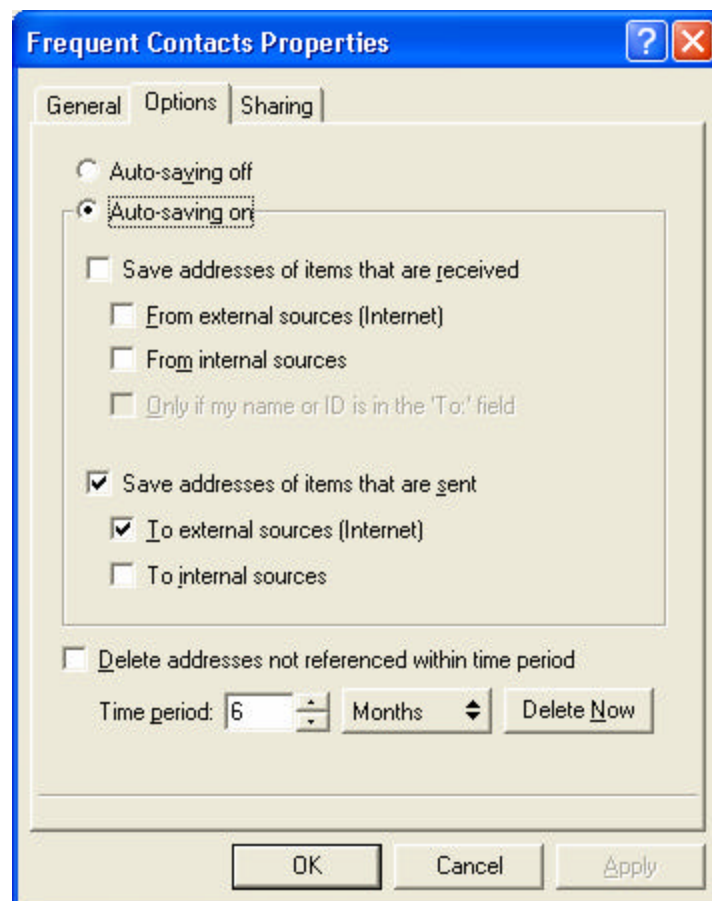 Frequent Contacts Properties
General Options Sharing
Auto-saving off
Auto-saving on
Save addresses of items that are received
From external sources (Internet)
From internal sources
Only if my name or ID is in the 'To:' field
Save addresses of items that are sent
To external sources (Internet)
To internal sources
Delete addresses not referenced within time period
Time period: 6 Months Delete Now
OK Cancel Apply